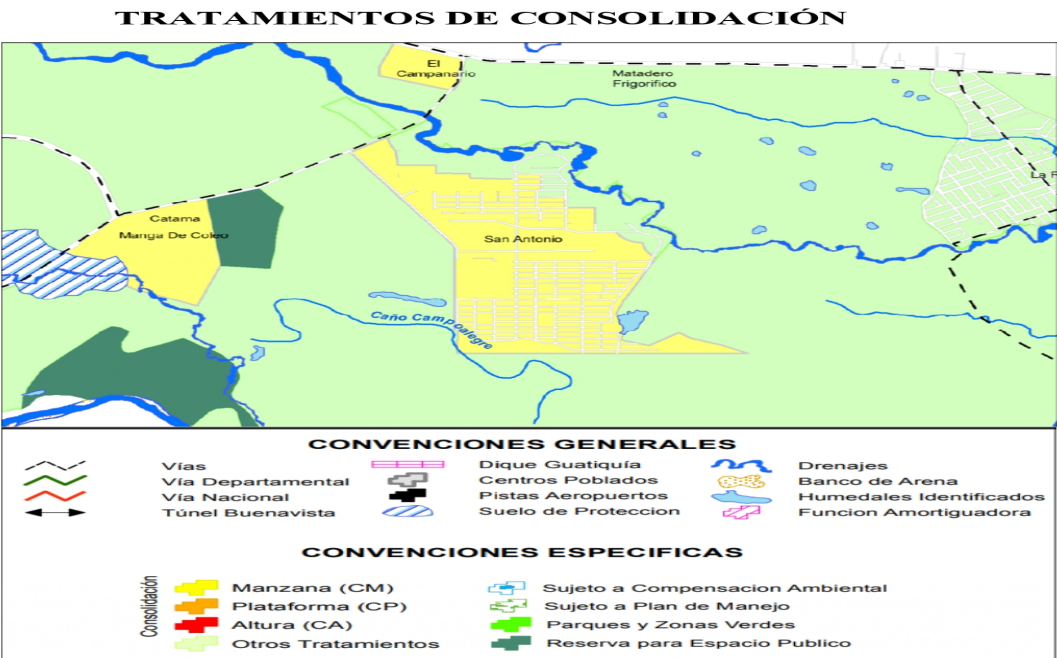 TRATAMIENTOS DE CONSOLIDACIÓN
El
Campanario
Matadero
Frigorifico
Catama
Manga De Coleo
San Antonio
Caño Campoalegre
CONVENCIONES GENERALES
Vías
Vía Departamental
Vía Nacional
Túnel Buenavista
Dique Guatiquía
Centros Poblados
Pistas Aeropuertos
Suelo de Proteccion
Drenajes
Banco de Arena
Humedales Identificados
Funcion Amortiguadora
CONVENCIONES ESPECIFICAS
Consolidación
Manzana (CM)
Plataforma (CP)
Altura (CA)
Otros Tratamientos
Sujeto a Compensacion Ambiental
Sujeto a Plan de Manejo
Parques y Zonas Verdes
Reserva para Espacio Publico